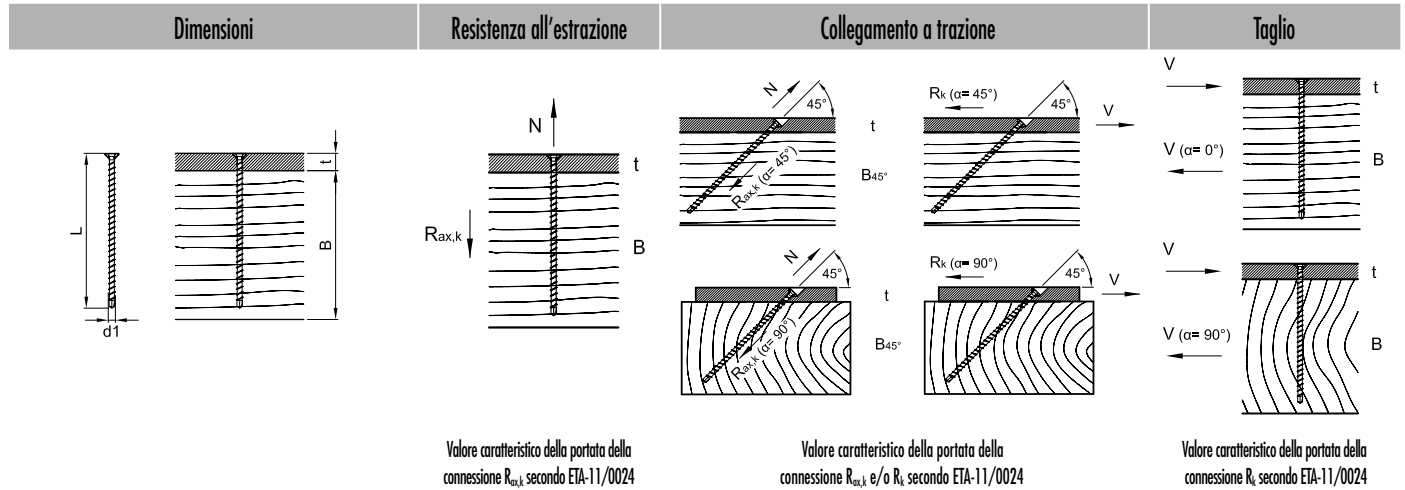 Dimensioni
Resistenza all'estrazione
Collegamento a trazione
Taglio
L
d1
t
B
N
Rax,k
t
B
N
45°
Rax,k (α= 45°)
t
B45°
Rk (α= 45°)
45°
V
N
45°
Rax,k (α= 90°)
t
B45°
Rk (α= 90°)
45°
V
V
t
V (α= 0°)
B
V
t
V (α= 90°)
B
Valore caratteristico della portata della
connessione Rax,k secondo ETA-11/0024
Valore caratteristico della portata della
connessione Rax,k e/o Rk secondo ETA-11/0024
Valore caratteristico della portata della
connessione Rk secondo ETA-11/0024